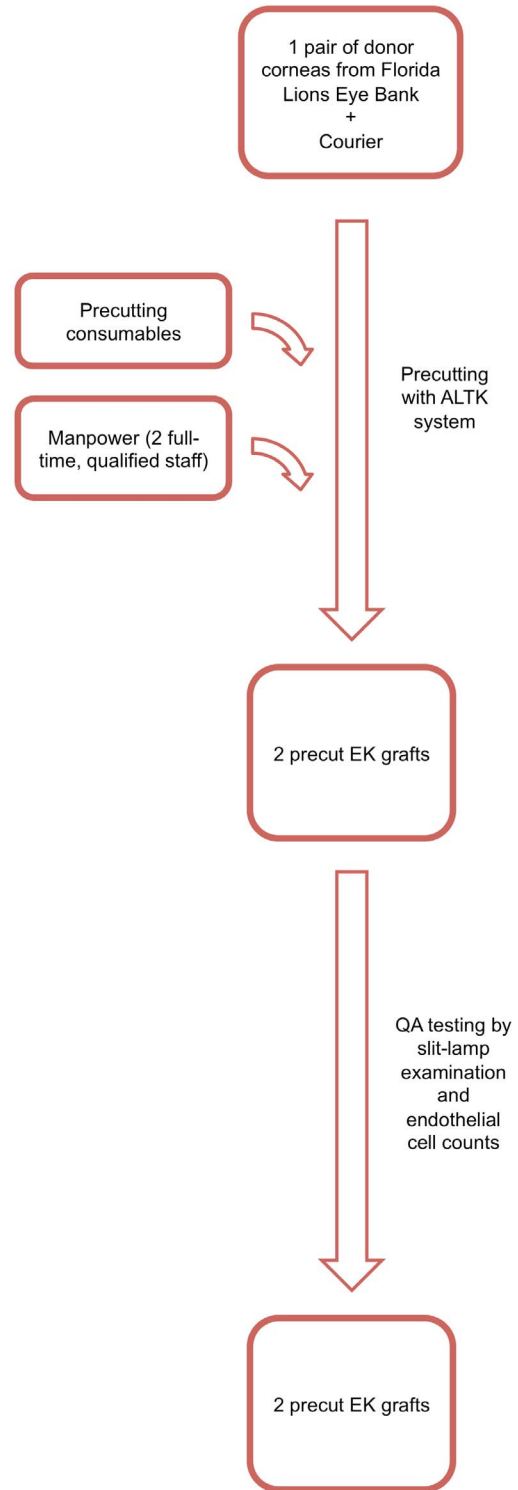 1 pair of donor
corneas from Florida
Lions Eye Bank
+
Courier
Precutting
consumables
Manpower (2 full-
time, qualified staff)
Precutting
with ALTK
system
2 precut EK grafts
QA testing by
slit-lamp
examination
and
endothelial
cell counts
2 precut EK grafts